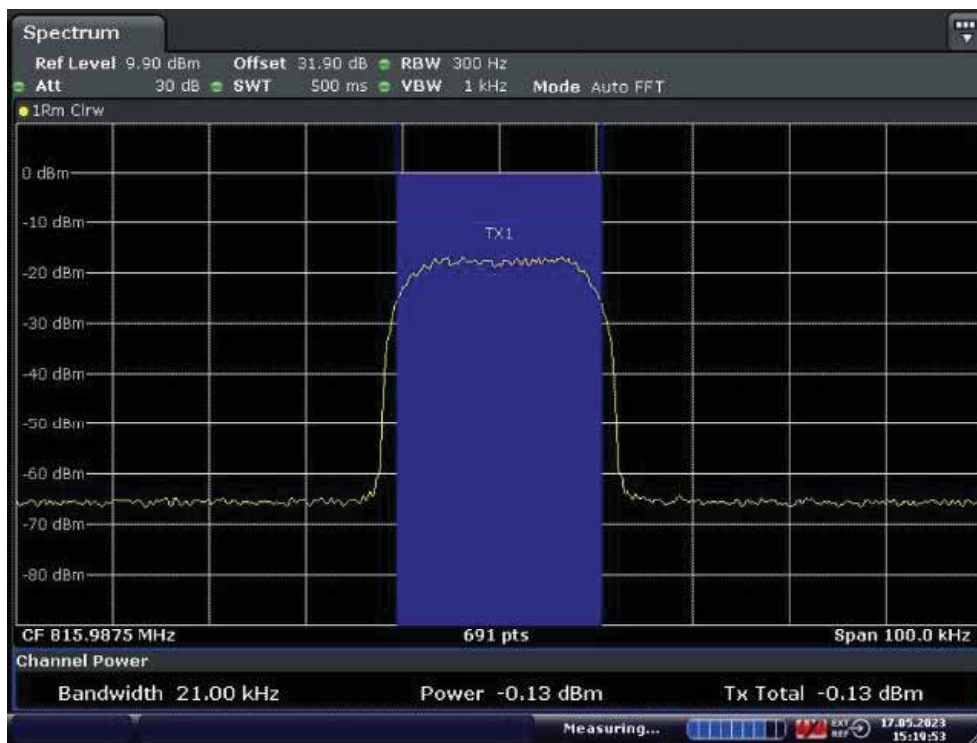 Spectrum
Ref Level 9.90 dBm Offset 31.90 dB RBW 300 Hz
Att 30 dB SWT 500 ms VBW 1 kHz Mode Auto FFT
1Rm Clrw
0 dBm
-10 dBm
TX1
-20 dBm
-30 dBm
-40 dBm
-50 dBm
-60 dBm
-70 dBm
-80 dBm
CF 815.9875 MHz 691 pts Span 100.0 kHz
Channel Power
Bandwidth 21.00 kHz Power -0.13 dBm Tx Total -0.13 dBm
Measuring... EXT REF 17.05.2023
15:19:53